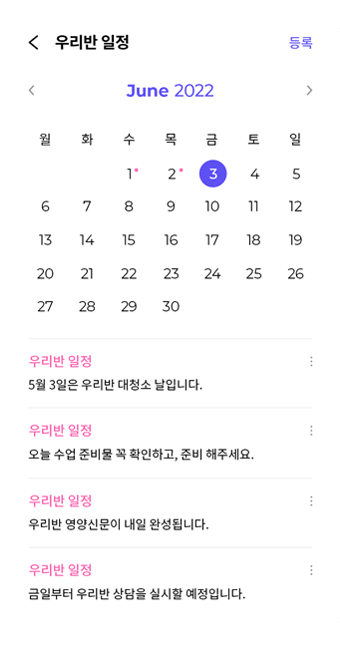 우리반 일정 등록
June 2022
월 화 수 목 금 토 일
1 2 3 4 5
6 7 8 9 10 11 12
13 14 15 16 17 18 19
20 21 22 23 24 25 26
27 28 29 30
우리반 일정
5월 3일은 우리반 대청소 날입니다.
우리반 일정
오늘 수업 준비물 꼭 확인하고, 준비 해주세요.
우리반 일정
우리반 영양신문이 내일 완성됩니다.
우리반 일정
금일부터 우리반 상담을 실시할 예정입니다.